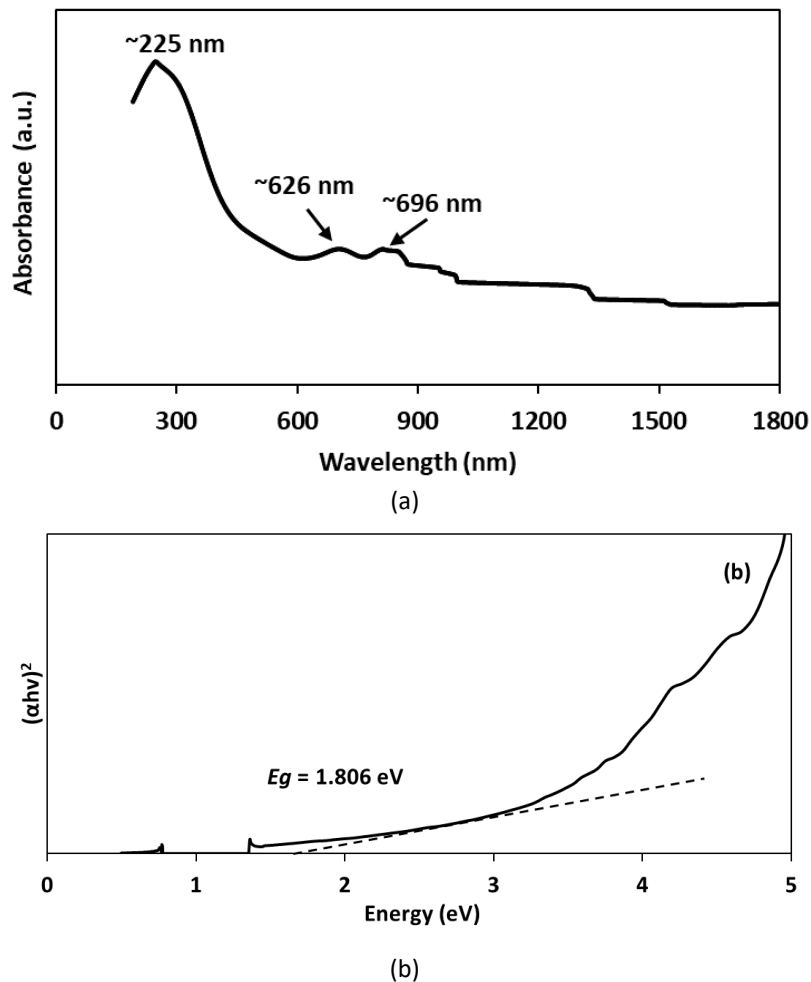 ~225 nm
~626 nm
~696 nm
Absorbance (a.u.)
0 300 600 900 1200 1500 1800
Wavelength (nm)
(a)
(b)
(αhv)²
Eg = 1.806 eV
0 1 2 3 4 5
Energy (eV)
(b)